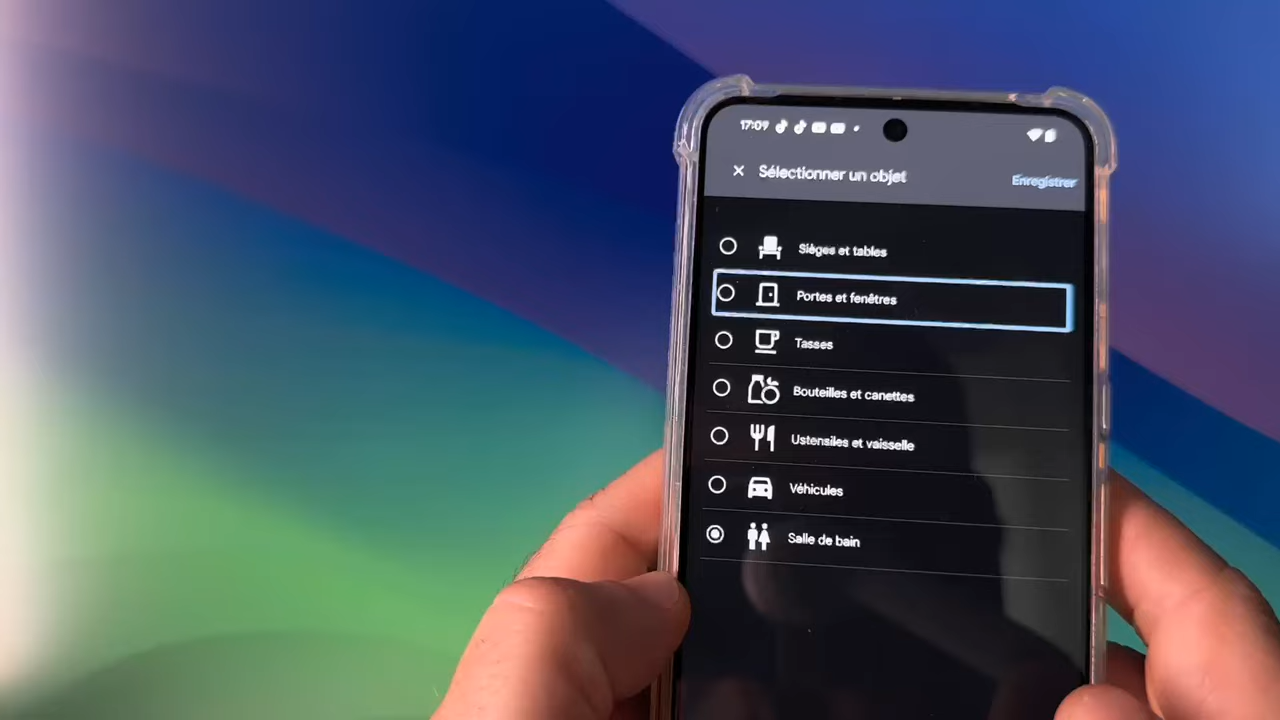 17:09
Sélectionner un objet
Enregistrer
Sièges et tables
Portes et fenêtres
Tasses
Bouteilles et canettes
Ustensiles et vaisselle
Véhicules
Salle de bain